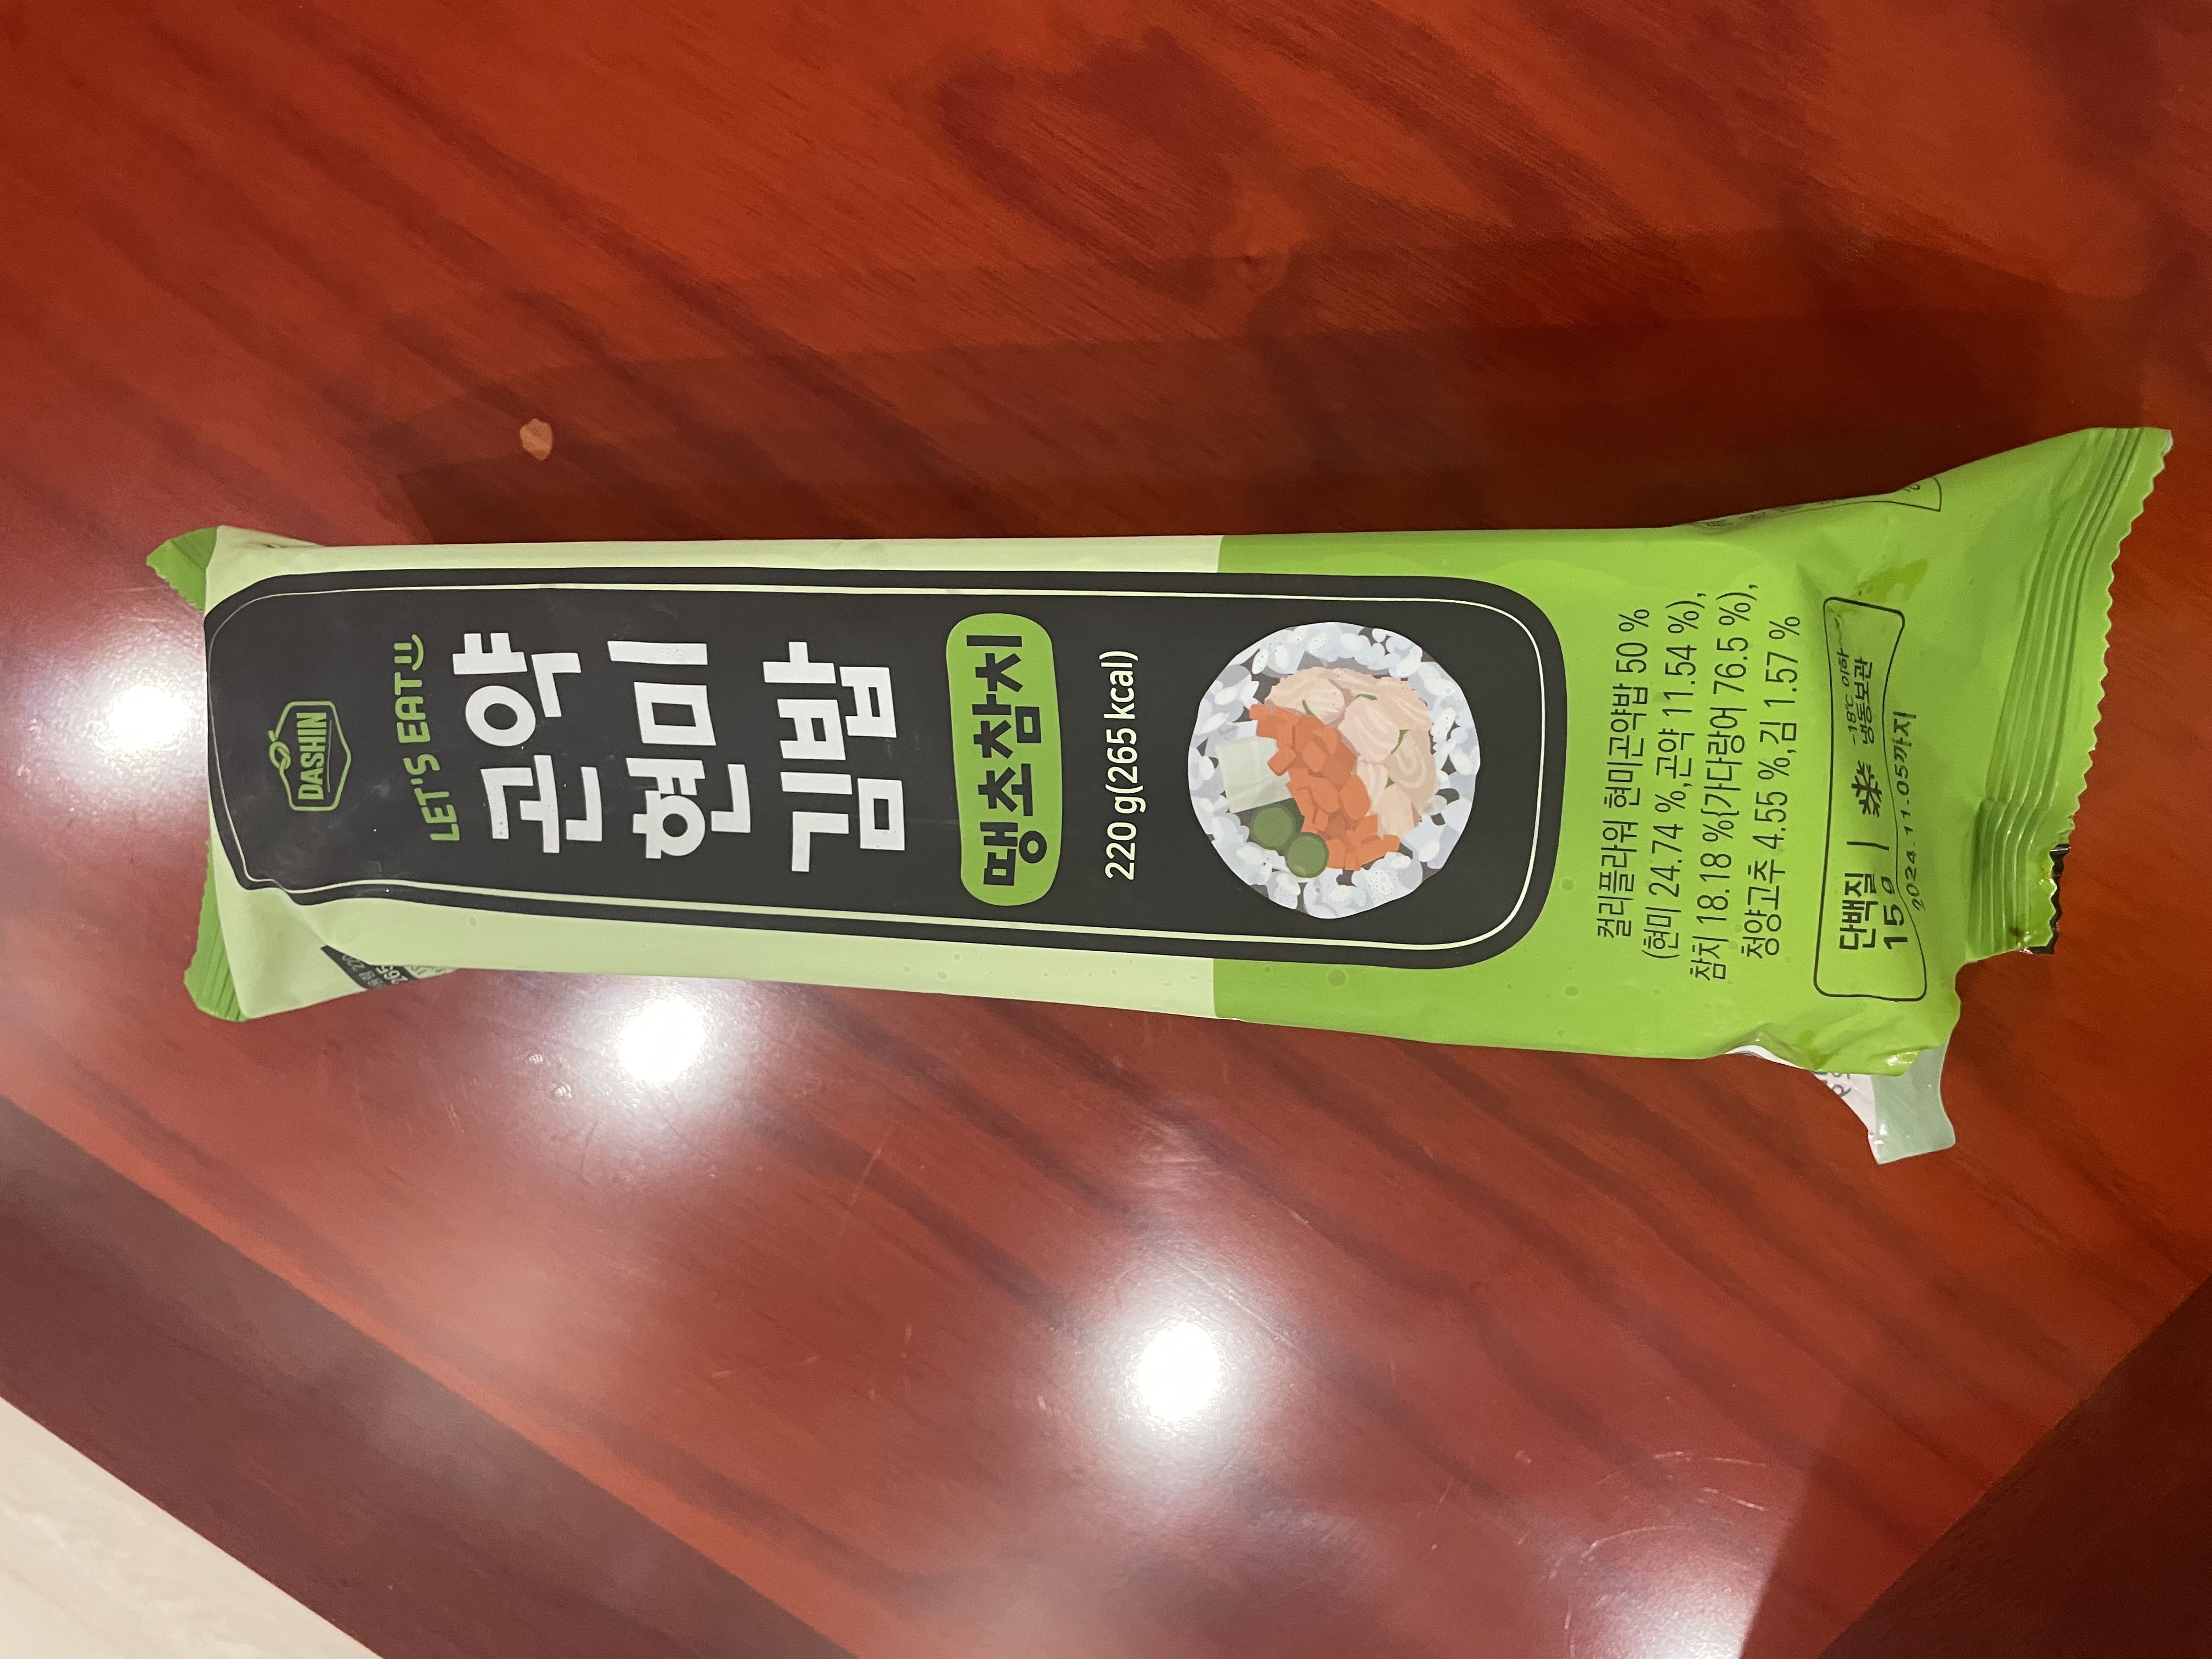 DASHIN
LET'S EAT
곤약
현미
김밥
땡초참치
220 g(265 kcal)
컬리플라워 현미곤약밥 50 %
(현미 24.74 %,곤약 11.54 %),
참치 18.18 %{가다랑어 76.5 %),
청양고추 4.55 %,김 1.57 %
단백질
15 g
-18℃ 이하
냉동보관
2024.11.05까지